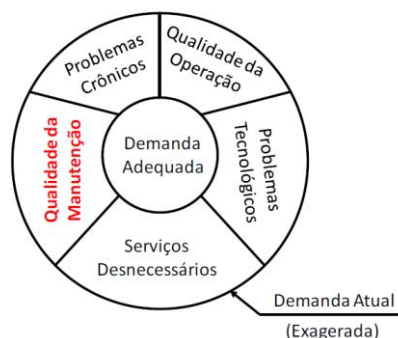 Problemas
Crônicos
Qualidade da
Operação
Qualidade da
Manutenção
Demanda
Adequada
Problemas
Tecnológicos
Serviços
Desnecessários
Demanda Atual
(Exagerada)